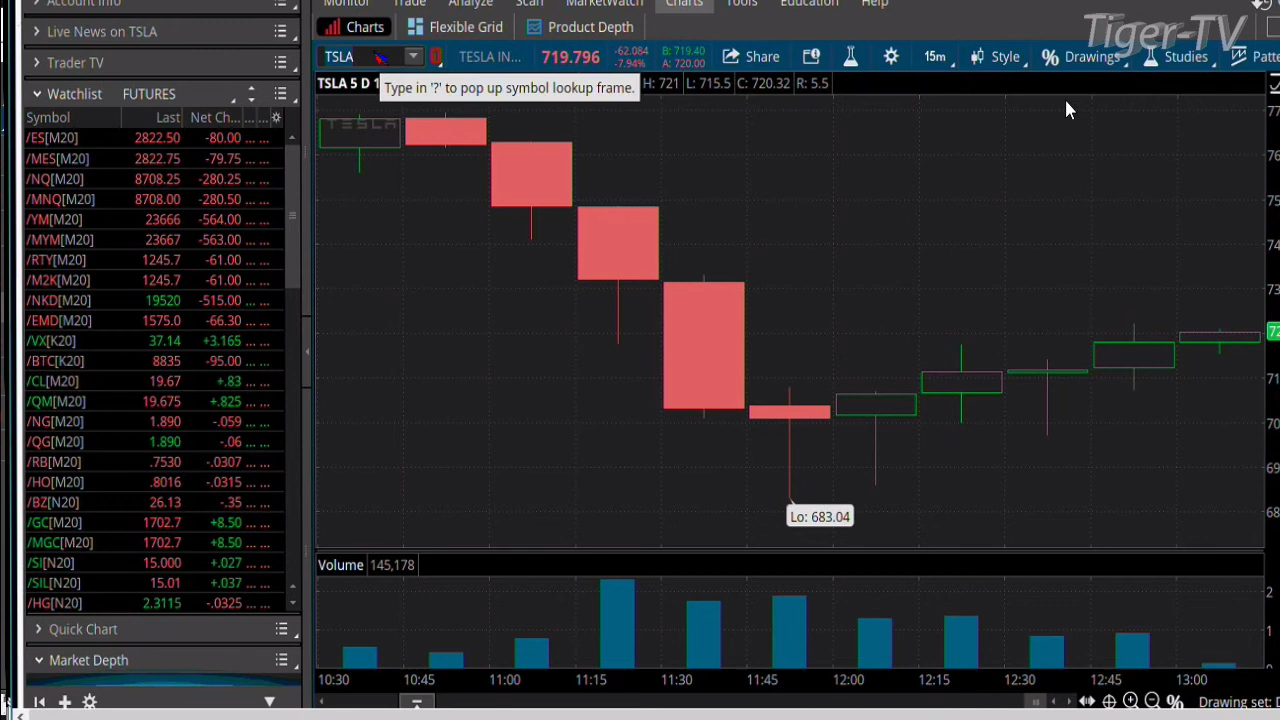 Account Info
Monitor Trade Analyze Scan MarketWatch Charts Tools Education Help
Live News on TSLA
Charts Flexible Grid Product Depth
Tiger-TV
Trader TV
TSLA TESLA IN... 719.796 -62.084 -7.94% B: 719.40 A: 720.00 Share 15m Style Drawings Studies Patte
TSLA 5 D 1 H: 721 L: 715.5 C: 720.32 R: 5.5
Type in '?' to pop up symbol lookup frame.
Watchlist FUTURES
Symbol Last Net Ch... ... ...
/ES[M20] 2822.50 -80.00 ... ...
/MES[M20] 2822.75 -79.75 ... ...
/NQ[M20] 8708.25 -280.25 ... ...
/MNQ[M20] 8708.00 -280.50 ... ...
/YM[M20] 23666 -564.00 ... ...
/MYM[M20] 23667 -563.00 ... ...
/RTY[M20] 1245.7 -61.00 ... ...
/M2K[M20] 1245.7 -61.00 ... ...
/NKD[M20] 19520 -515.00 ... ...
/EMD[M20] 1575.0 -66.30 ... ...
/VX[K20] 37.14 +3.165 ... ...
/BTC[K20] 8835 -95.00 ... ...
/CL[M20] 19.67 +.83 ... ...
/QM[M20] 19.675 +.825 ... ...
/NG[M20] 1.890 -.059 ... ...
/QG[M20] 1.890 -.06 ... ...
/RB[M20] .7530 -.0307 ... ...
/HO[M20] .8016 -.0315 ... ...
/BZ[N20] 26.13 -.35 ... ...
/GC[M20] 1702.7 +8.50 ... ...
/MGC[M20] 1702.7 +8.50 ... ...
/SI[N20] 15.000 +.027 ... ...
/SIL[N20] 15.01 +.037 ... ...
/HG[N20] 2.3115 -.0325 ... ...
TESLA
Lo: 683.04
Volume 145,178
2
1
0
10:30 10:45 11:00 11:15 11:30 11:45 12:00 12:15 12:30 12:45 13:00
Quick Chart
Market Depth
Drawing set: D